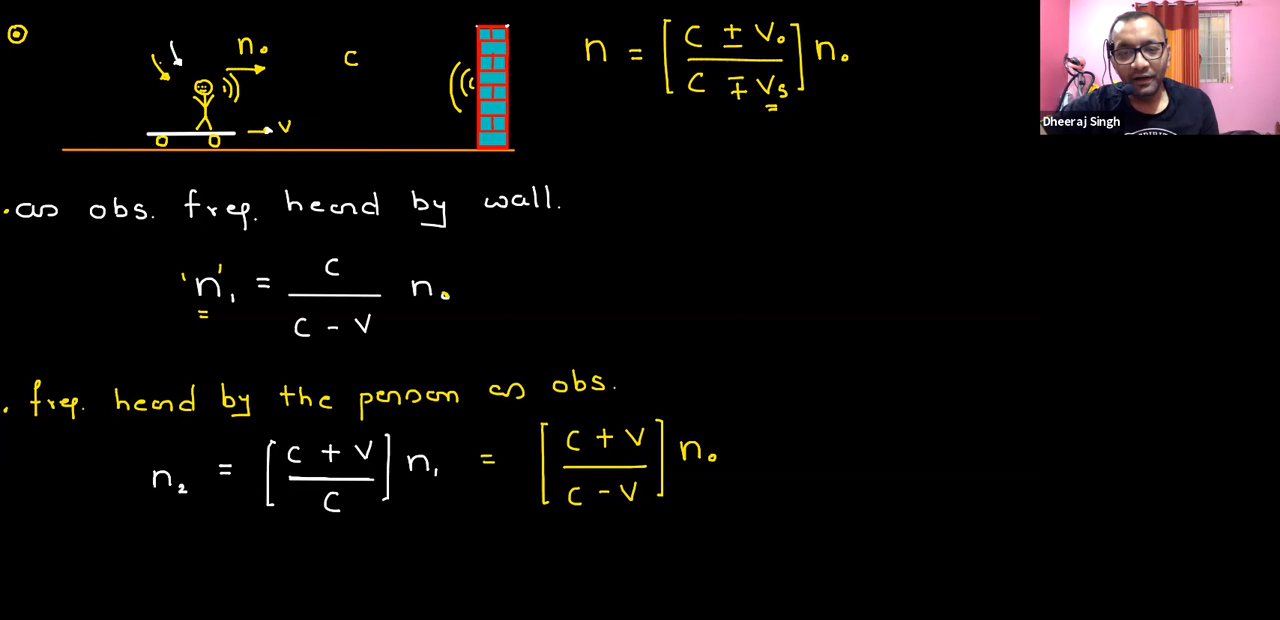 n₀
c
v
n = [ (c ± v₀) / (c ∓ vₛ) ] n₀
Dheeraj Singh
. as obs. freq. heard by wall.
'n'₁ = c / (c - v) n₀
. freq. heard by the person as obs.
n₂ = [ (c + v) / c ] n₁ = [ (c + v) / (c - v) ] n₀